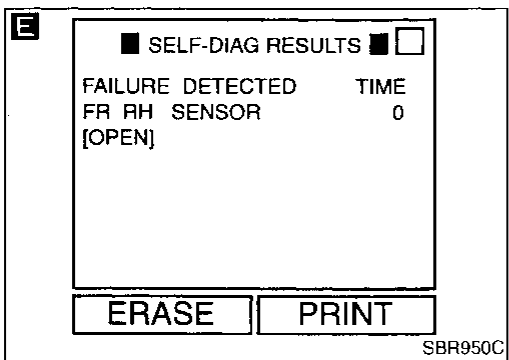 E
SELF-DIAG RESULTS
FAILURE DETECTED TIME
FR RH SENSOR 0
[OPEN]
ERASE PRINT
SBR950C